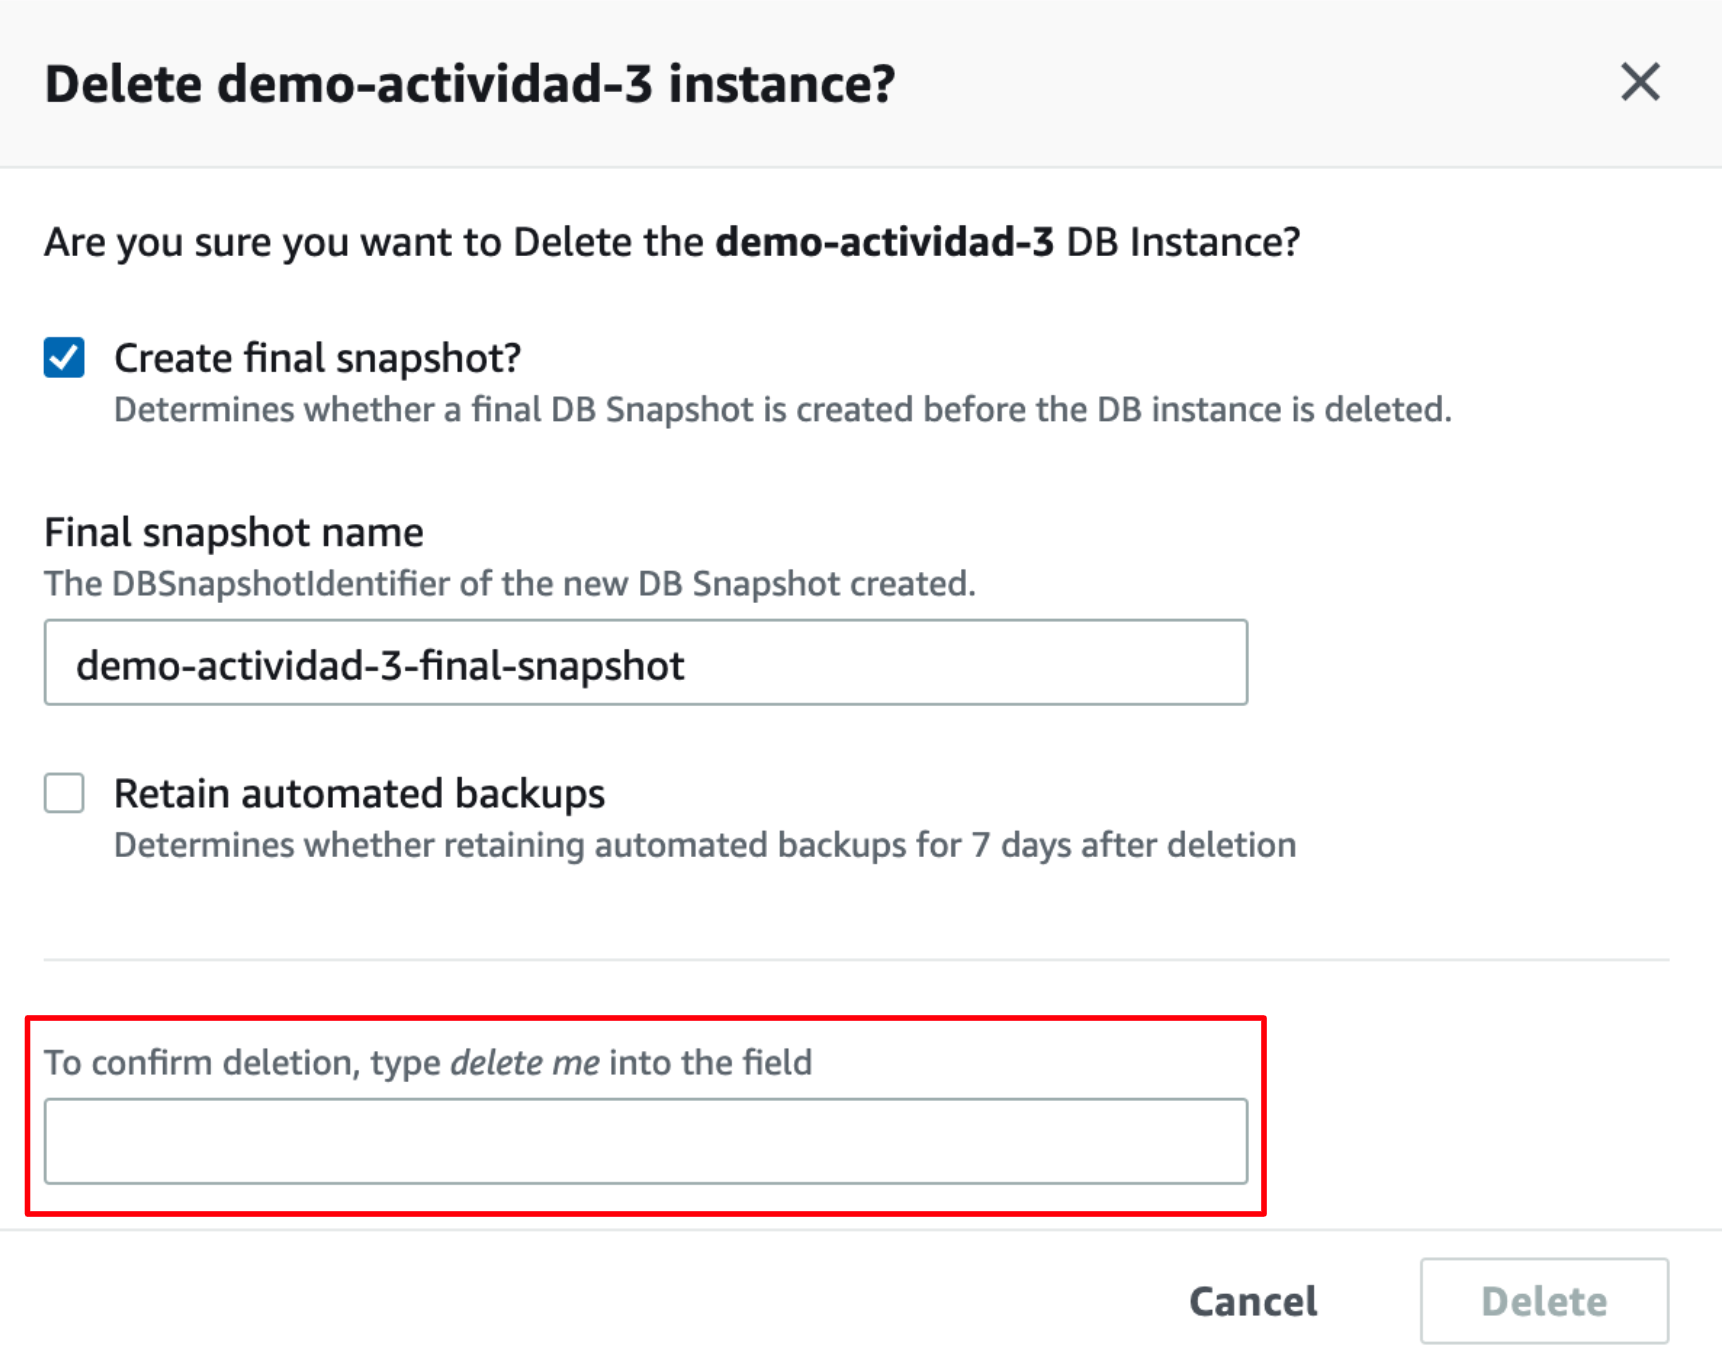 Delete demo-actividad-3 instance?
Are you sure you want to Delete the demo-actividad-3 DB Instance?
Create final snapshot?
Determines whether a final DB Snapshot is created before the DB instance is deleted.
Final snapshot name
The DBSnapshotIdentifier of the new DB Snapshot created.
demo-actividad-3-final-snapshot
Retain automated backups
Determines whether retaining automated backups for 7 days after deletion
To confirm deletion, type delete me into the field
Cancel
Delete